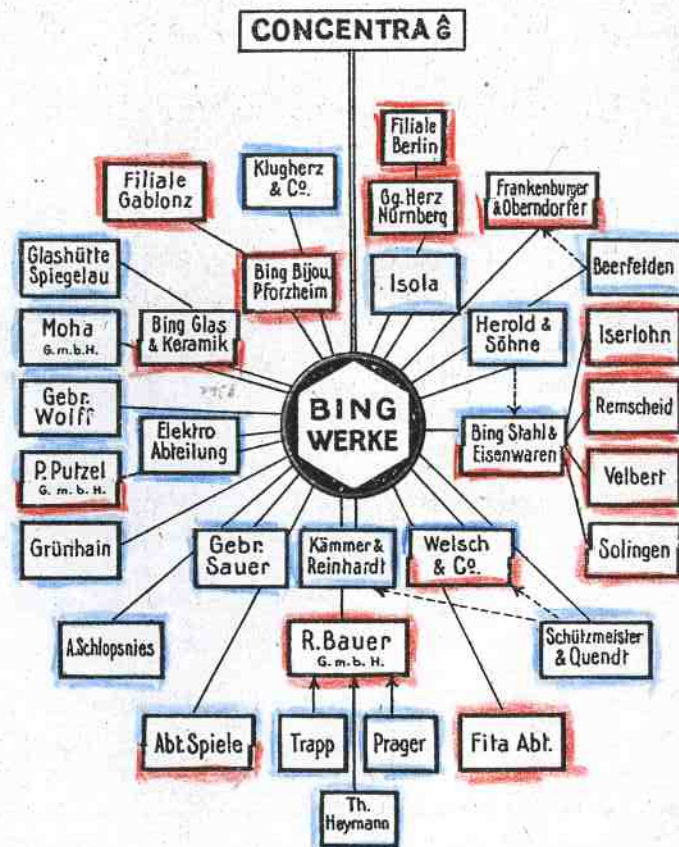 CONCENTRA AG
Filiale
Berlin
Klugherz
& Co.
Filiale
Gablonz
Gg. Herz
Nürnberg
Frankenburger
& Oberndorfer
Glashütte
Spiegelau
Bing Bijou
Pforzheim
Isola
Beerfelden
Moha
G. m. b. H.
Bing Glas
& Keramik
Herold &
Söhne
Iserlohn
Gebr.
Wolff
Elektro
Abteilung
BING
WERKE
Bing Stahl &
Eisenwaren
Remscheid
P. Putzel
G. m. b. H.
Velbert
Grünhain
Gebr.
Sauer
Kämmer &
Reinhardt
Welsch
& Co.
Solingen
A. Schlopsnies
R. Bauer
G. m. b. H.
Schützmeister
& Quendt
Abt. Spiele
Trapp
Prager
Fita Abt.
Th.
Heymann